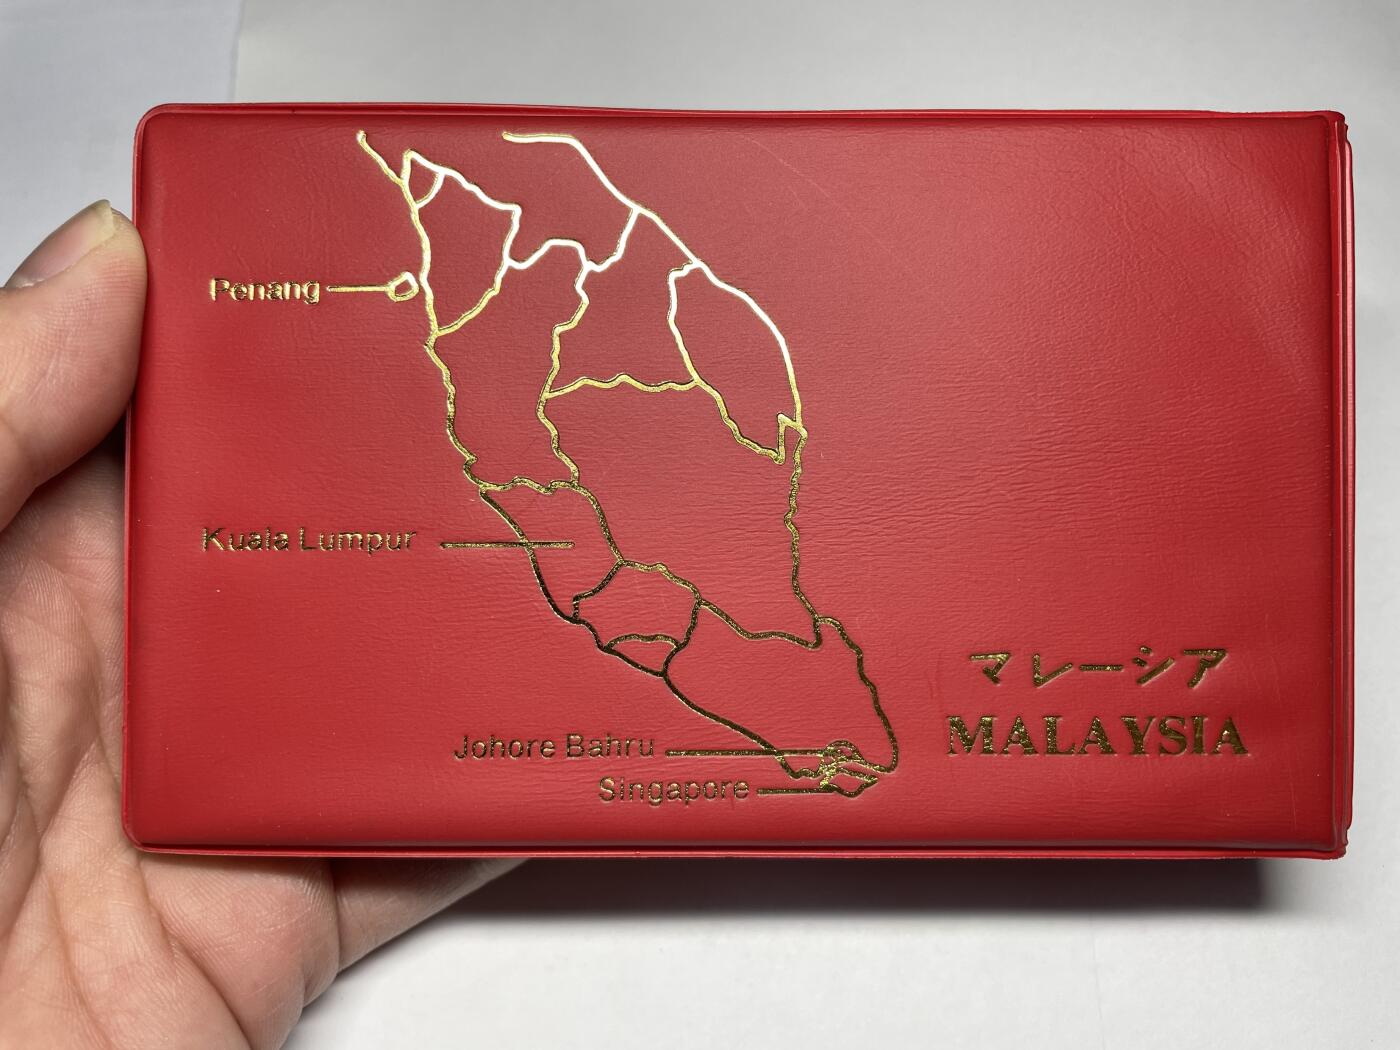 Penang
Kuala Lumpur
マレーシア
MALAYSIA
Johore Bahru
Singapore